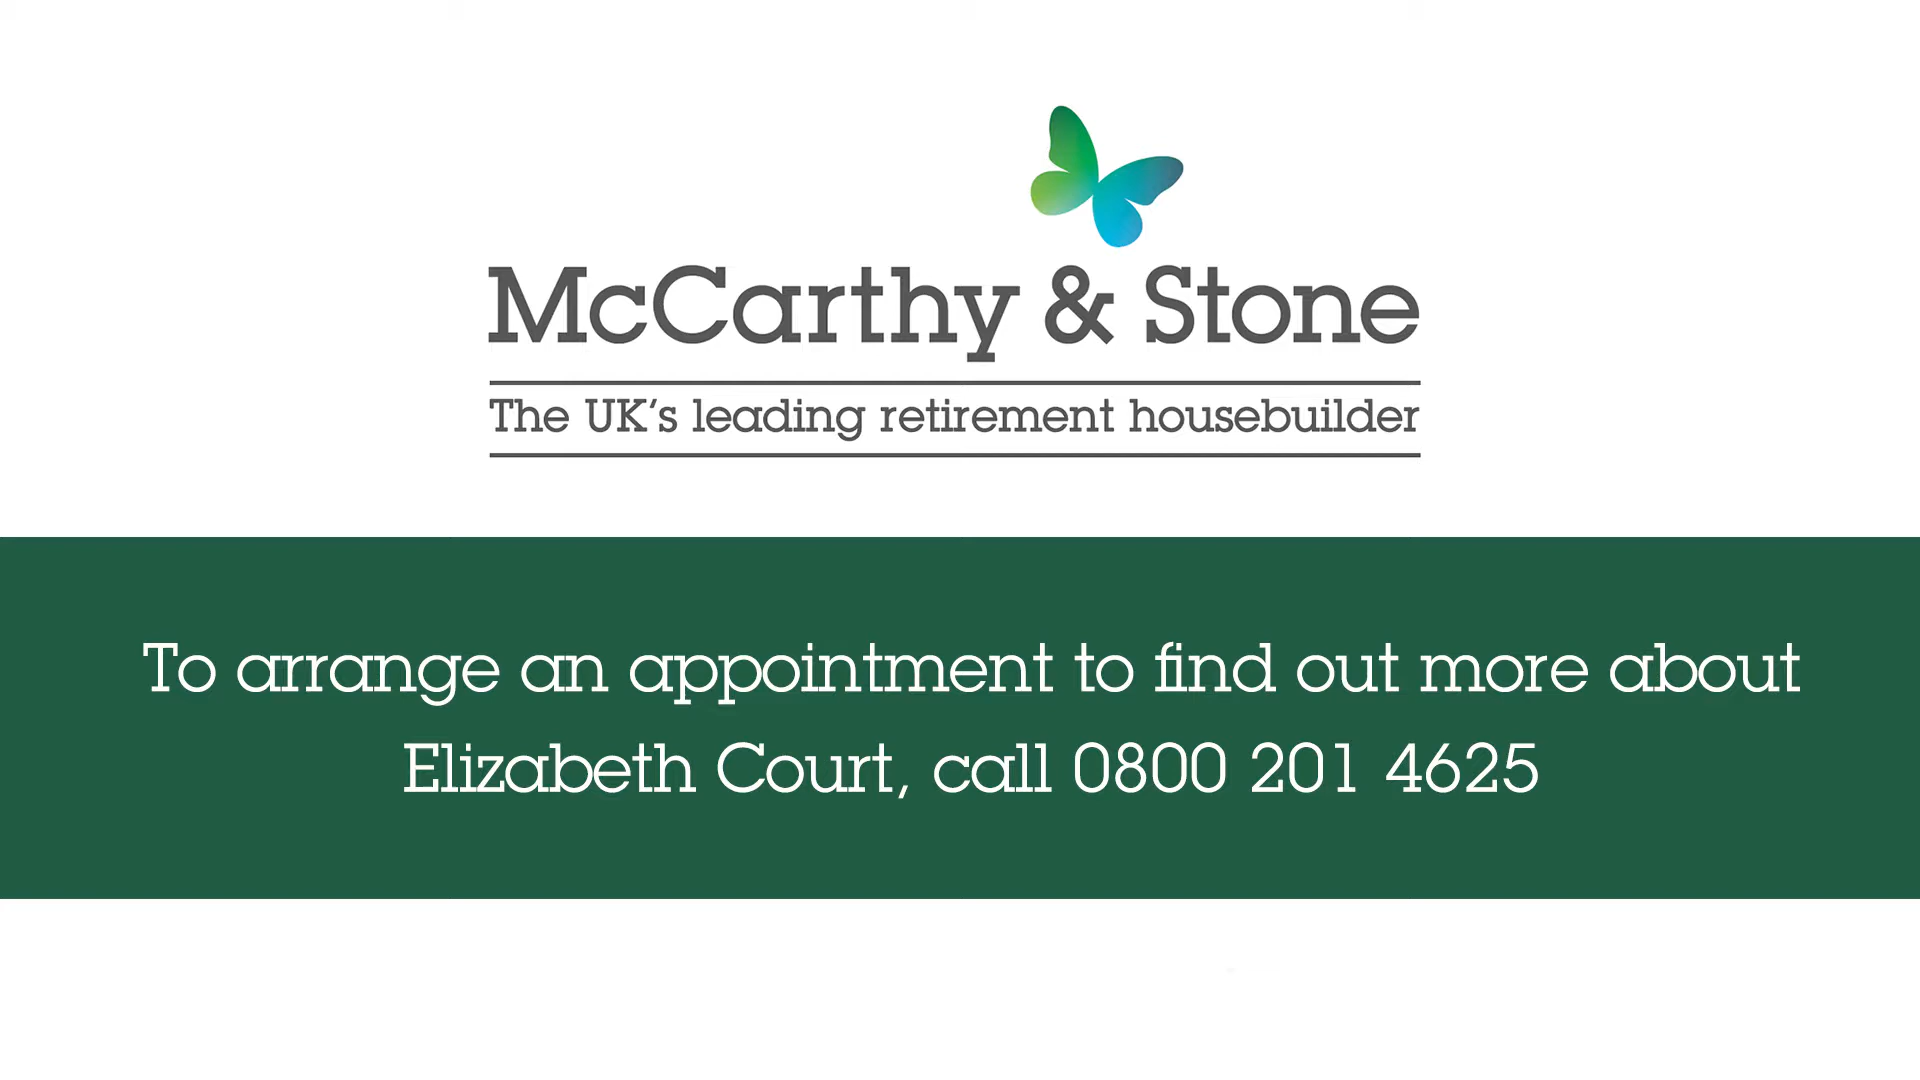 McCarthy & Stone
The UK's leading retirement housebuilder
To arrange an appointment to find out more about
Elizabeth Court, call 0800 201 4625